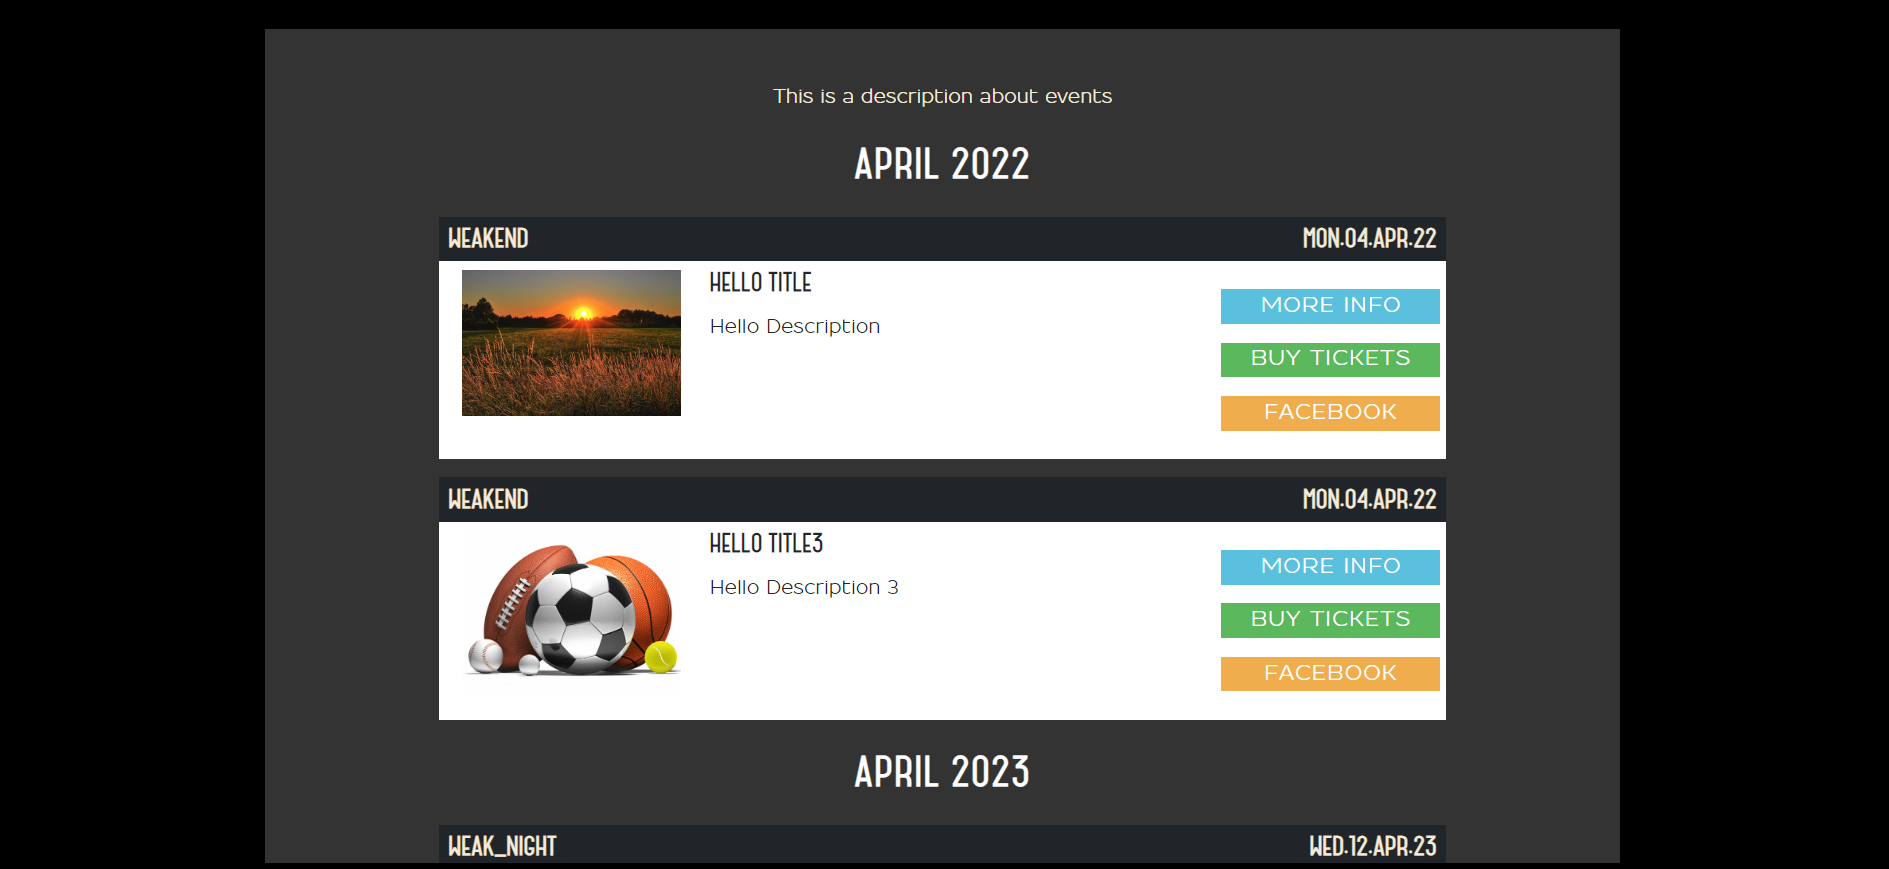 This is a description about events
APRIL 2022
WEAKEND MON.04.APR.22
HELLO TITLE
Hello Description
MORE INFO
BUY TICKETS
FACEBOOK
WEAKEND MON.04.APR.22
HELLO TITLE3
Hello Description 3
MORE INFO
BUY TICKETS
FACEBOOK
APRIL 2023
WEAK_NIGHT WED.12.APR.23